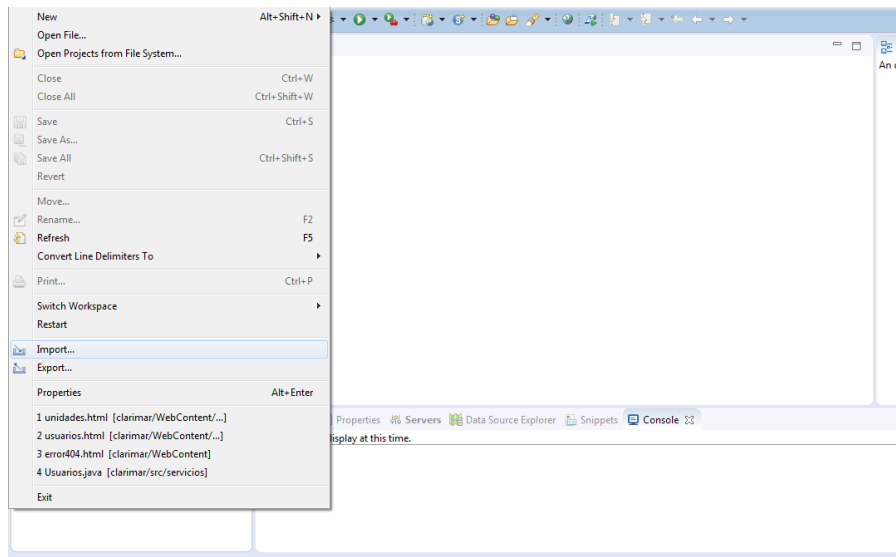 New Alt+Shift+N
Open File...
Open Projects from File System...
Close Ctrl+W
Close All Ctrl+Shift+W
Save Ctrl+S
Save As...
Save All Ctrl+Shift+S
Revert
Move...
Rename... F2
Refresh F5
Convert Line Delimiters To
Print... Ctrl+P
Switch Workspace
Restart
Import...
Export...
Properties Alt+Enter
1 unidades.html [clarimar/WebContent/...]
2 usuarios.html [clarimar/WebContent/...]
3 error404.html [clarimar/WebContent]
4 Usuarios.java [clarimar/src/servicios]
Exit
An
Properties Servers Data Source Explorer Snippets Console
display at this time.